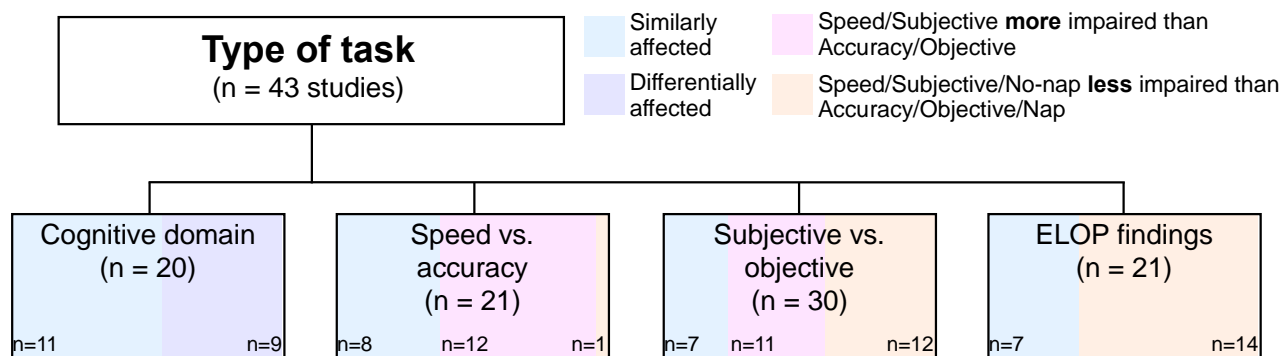 Type of task
(n = 43 studies)
Similarly
affected
Speed/Subjective more impaired than
Accuracy/Objective
Differentially
affected
Speed/Subjective/No-nap less impaired than
Accuracy/Objective/Nap
Cognitive domain
(n = 20)
n=11
n=9
Speed vs.
accuracy
(n = 21)
n=8
n=12
n=1
Subjective vs.
objective
(n = 30)
n=7
n=11
n=12
ELOP findings
(n = 21)
n=7
n=14